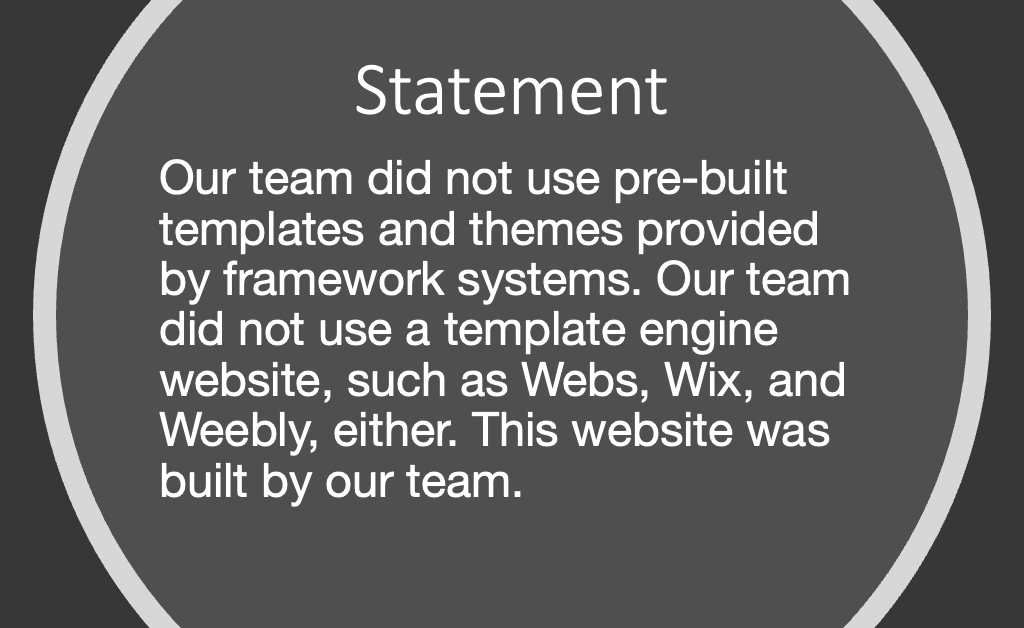 Statement
Our team did not use pre-built
templates and themes provided
by framework systems. Our team
did not use a template engine
website, such as Webs, Wix, and
Weebly, either. This website was
built by our team.